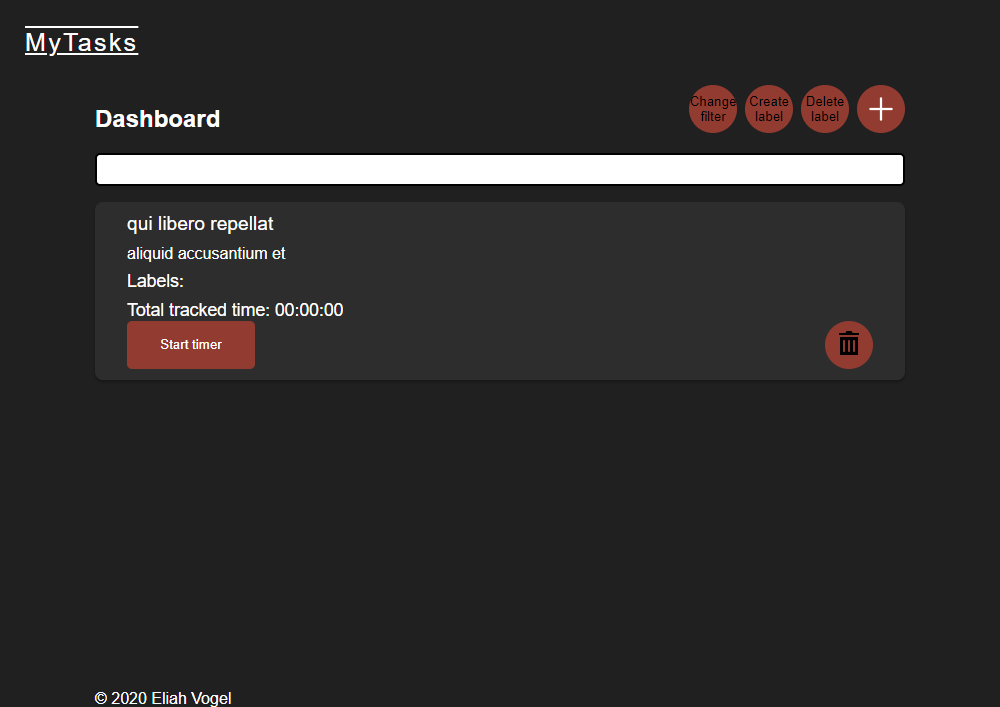 MyTasks
Dashboard
Change
filter
Create
label
Delete
label
qui libero repellat
aliquid accusantium et
Labels:
Total tracked time: 00:00:00
Start timer
© 2020 Eliah Vogel